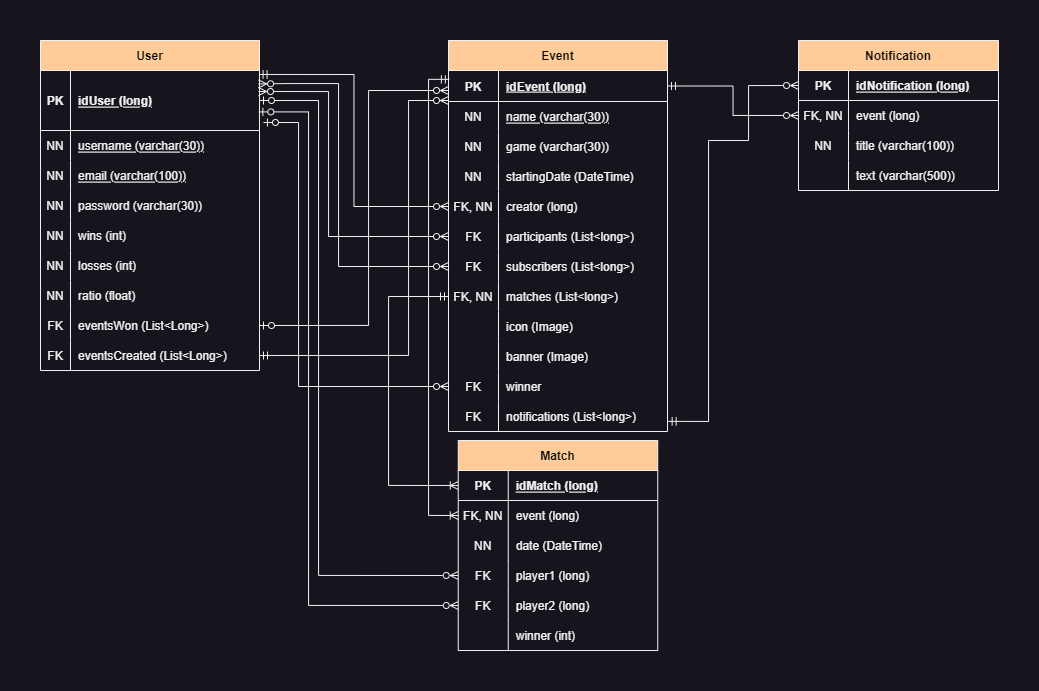 User
PK idUser (long)
NN username (varchar(30))
NN email (varchar(100))
NN password (varchar(30))
NN wins (int)
NN losses (int)
NN ratio (float)
FK eventsWon (List<Long>)
FK eventsCreated (List<Long>)
Event
PK idEvent (long)
NN name (varchar(30))
NN game (varchar(30))
NN startingDate (DateTime)
FK, NN creator (long)
FK participants (List<long>)
FK subscribers (List<long>)
FK, NN matches (List<long>)
icon (Image)
banner (Image)
FK winner
FK notifications (List<long>)
Notification
PK idNotification (long)
FK, NN event (long)
NN title (varchar(100))
text (varchar(500))
Match
PK idMatch (long)
FK, NN event (long)
NN date (DateTime)
FK player1 (long)
FK player2 (long)
winner (int)